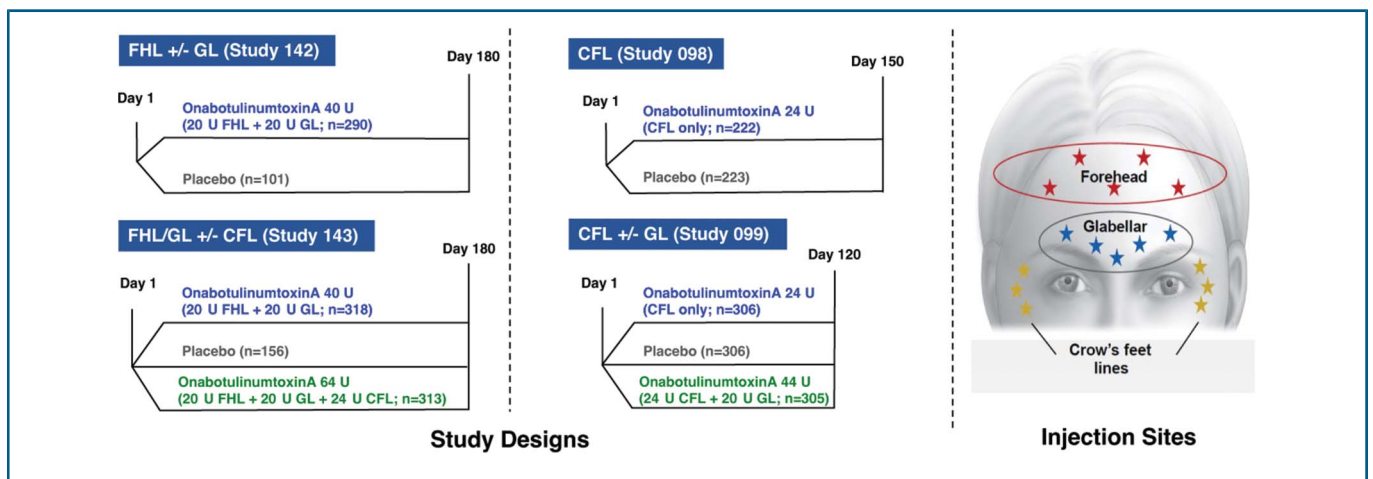 FHL +/- GL (Study 142)
Day 180
Day 1
OnabotulinumtoxinA 40 U
(20 U FHL + 20 U GL; n=290)
Placebo (n=101)
FHL/GL +/- CFL (Study 143)
Day 180
Day 1
OnabotulinumtoxinA 40 U
(20 U FHL + 20 U GL; n=318)
Placebo (n=156)
OnabotulinumtoxinA 64 U
(20 U FHL + 20 U GL + 24 U CFL; n=313)
CFL (Study 098)
Day 150
Day 1
OnabotulinumtoxinA 24 U
(CFL only; n=222)
Placebo (n=223)
CFL +/- GL (Study 099)
Day 120
Day 1
OnabotulinumtoxinA 24 U
(CFL only; n=306)
Placebo (n=306)
OnabotulinumtoxinA 44 U
(24 U CFL + 20 U GL; n=305)
Study Designs
Forehead
Glabellar
Crow's feet
lines
Injection Sites